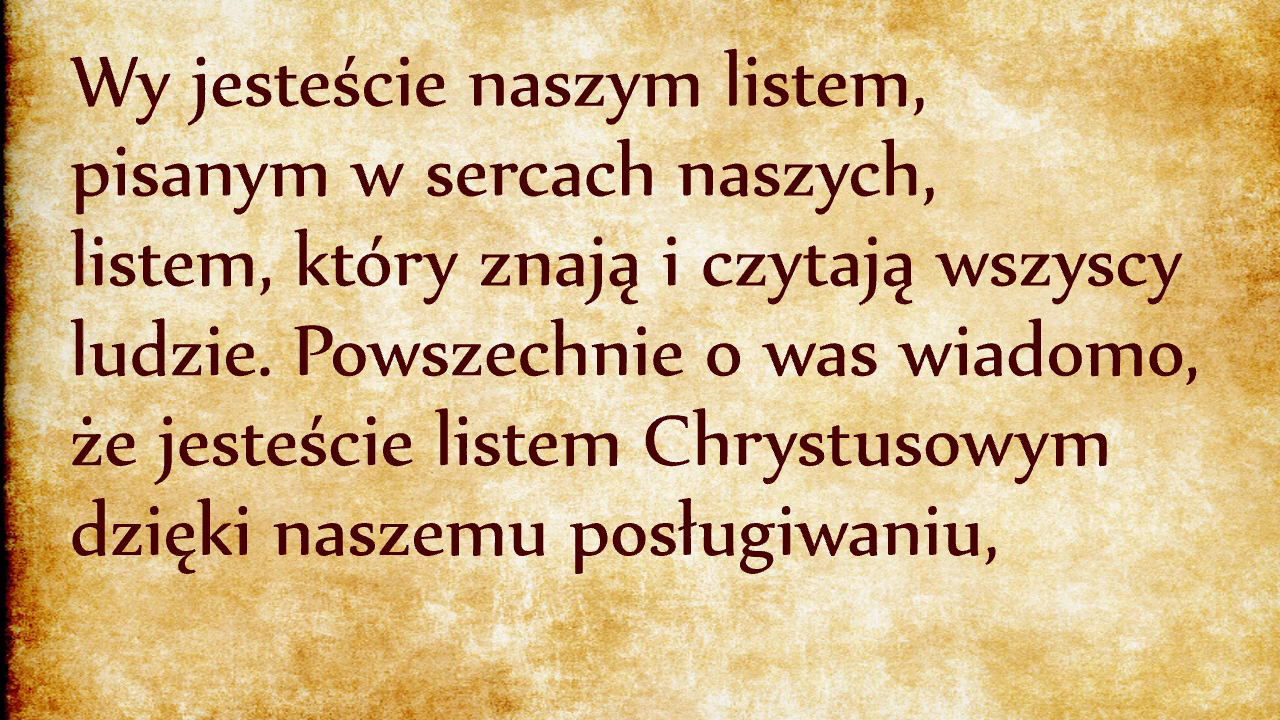 Wy jesteście naszym listem,
pisanym w sercach naszych,
listem, który znają i czytają wszyscy
ludzie. Powszechnie o was wiadomo,
że jesteście listem Chrystusowym
dzięki naszemu posługiwaniu,